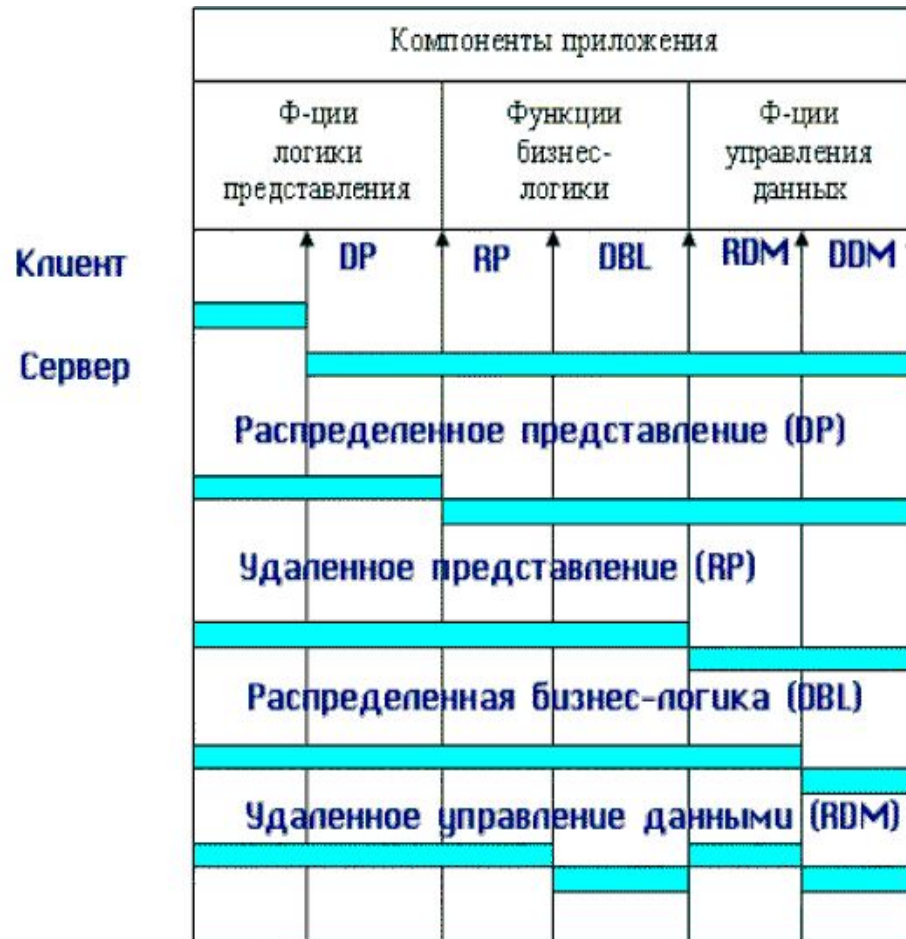 Компоненты приложения
Ф-ции
логики
представления
Функции
бизнес-
логики
Ф-ции
управления
данных
Клиент
DP
RP
DBL
RDM
DDM
Сервер
Распределенное представление (DP)
Удаленное представление (RP)
Распределенная бизнес-логика (DBL)
Удаленное управление данными (RDM)